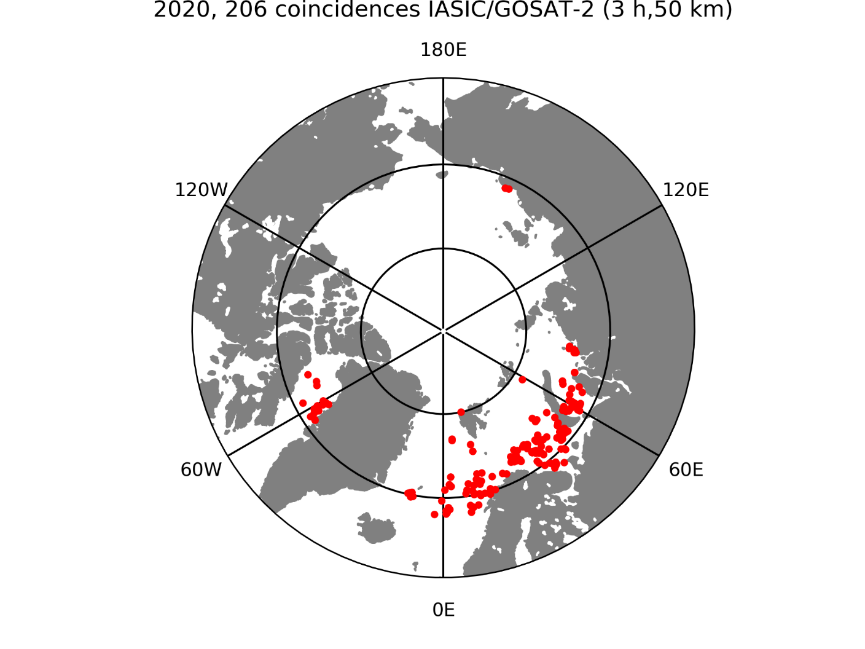 2020, 206 coincidences IASIC/GOSAT-2 (3 h,50 km)
180E
120W
120E
60W
60E
0E